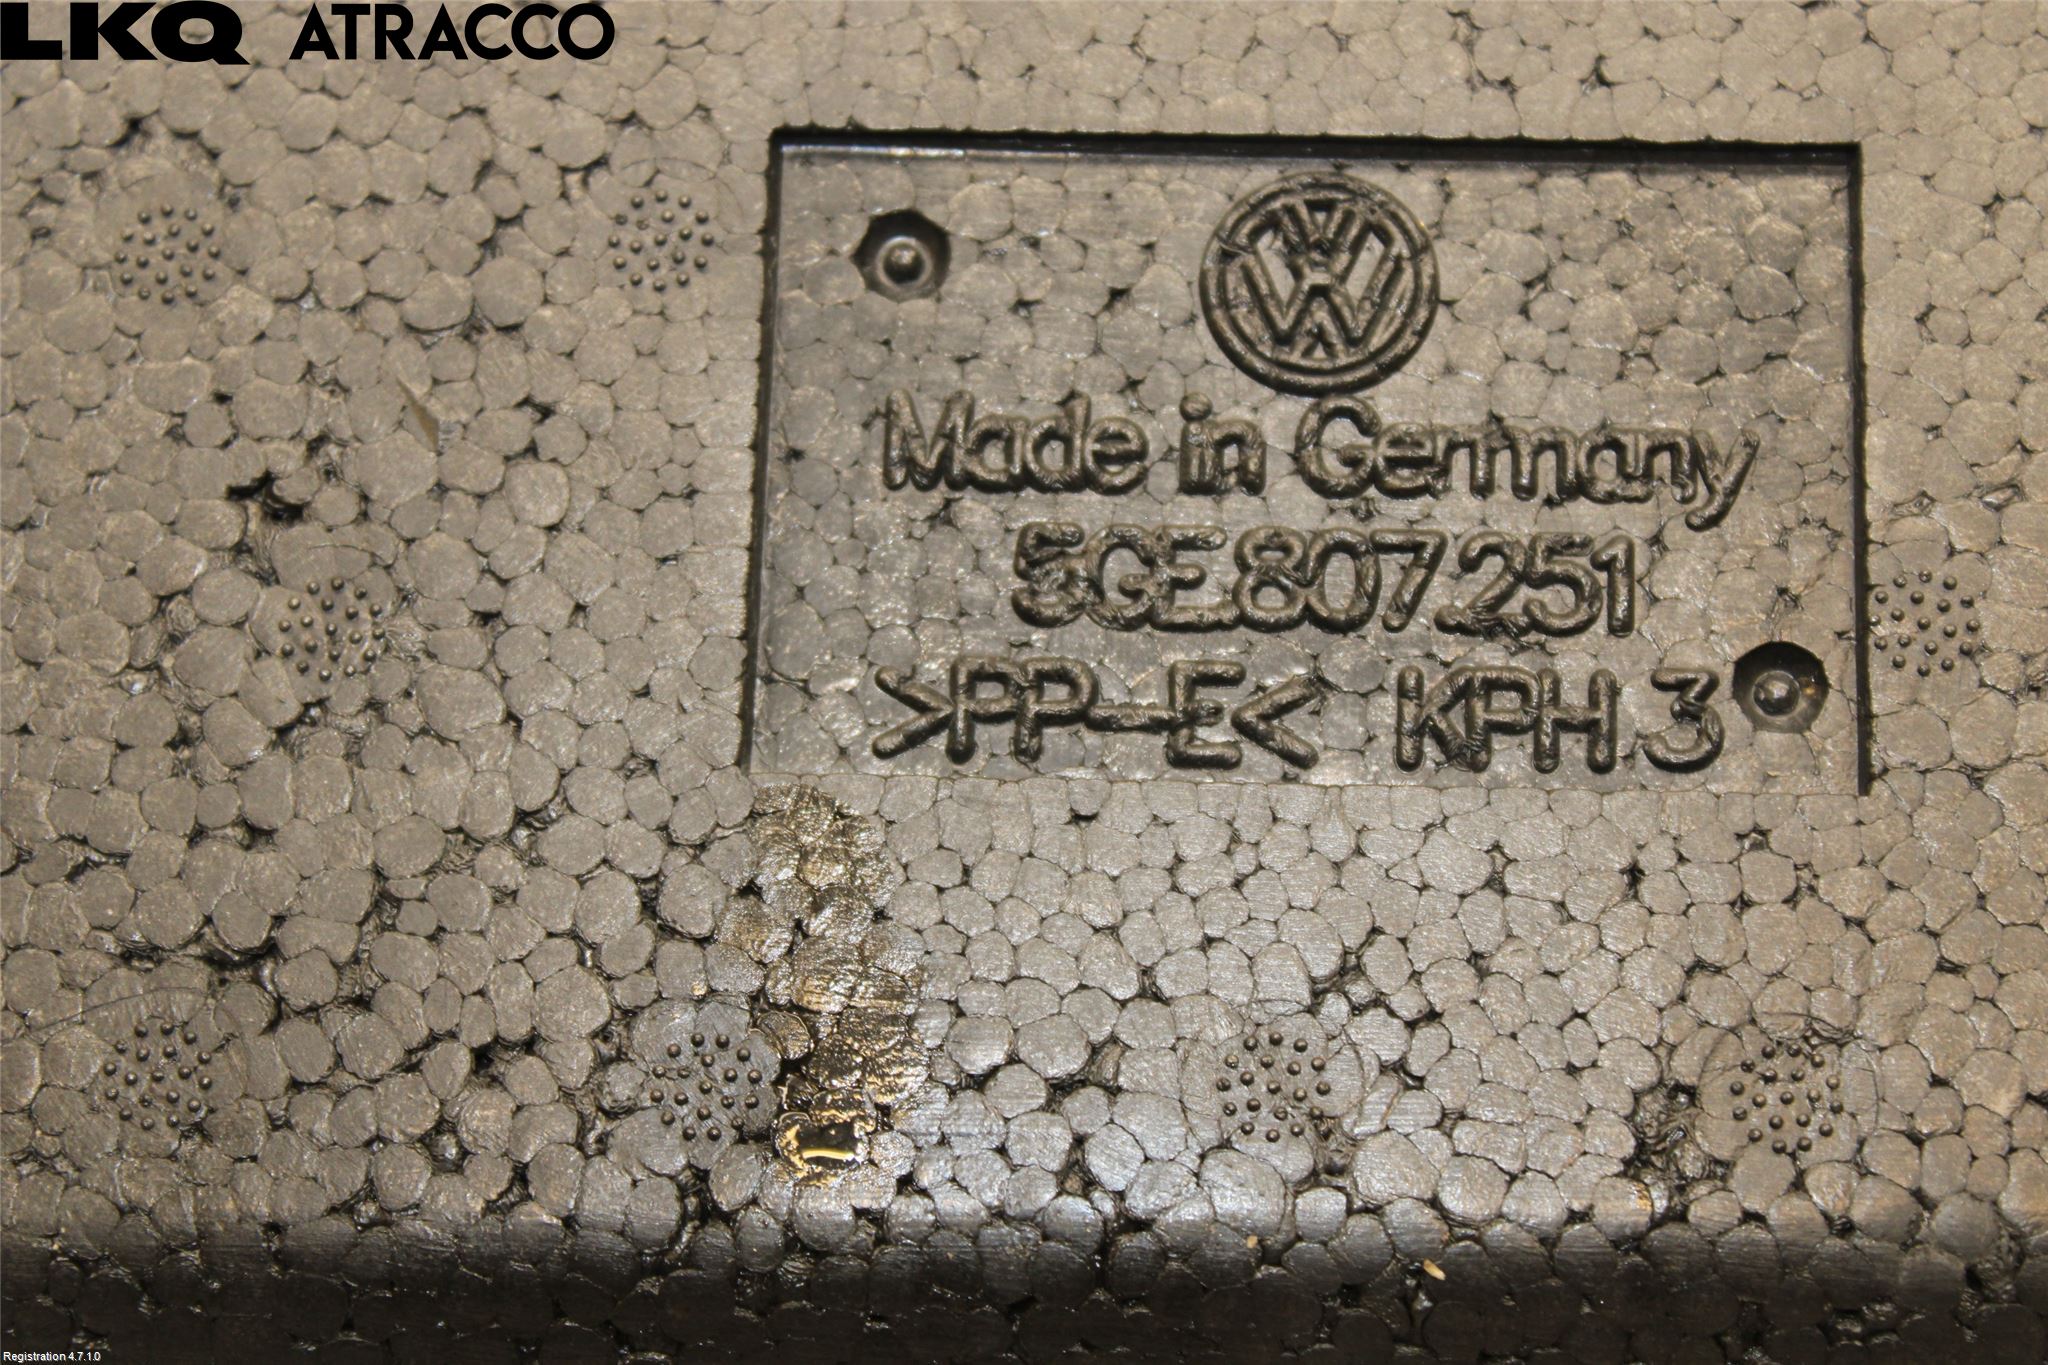 LKQ ATRACCO
Made in Germany
5GE.807.251
>PP-E< KPH 3
Registration 4.7.1.0